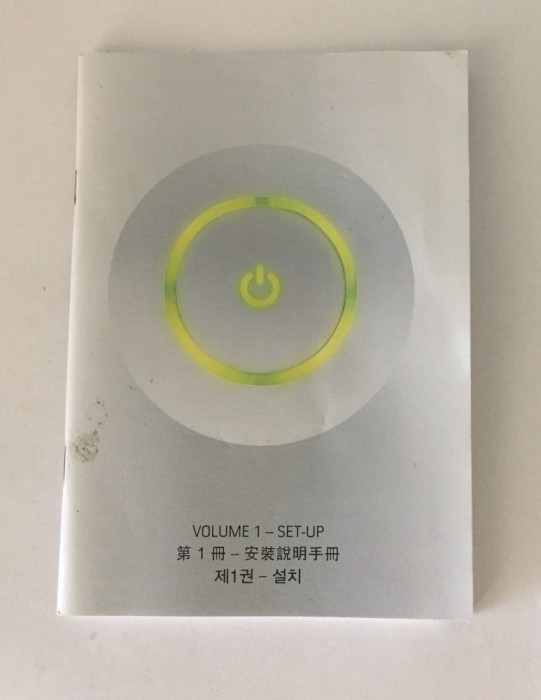 VOLUME 1 – SET-UP
第 1 冊 – 安裝說明手冊
제1권 – 설치